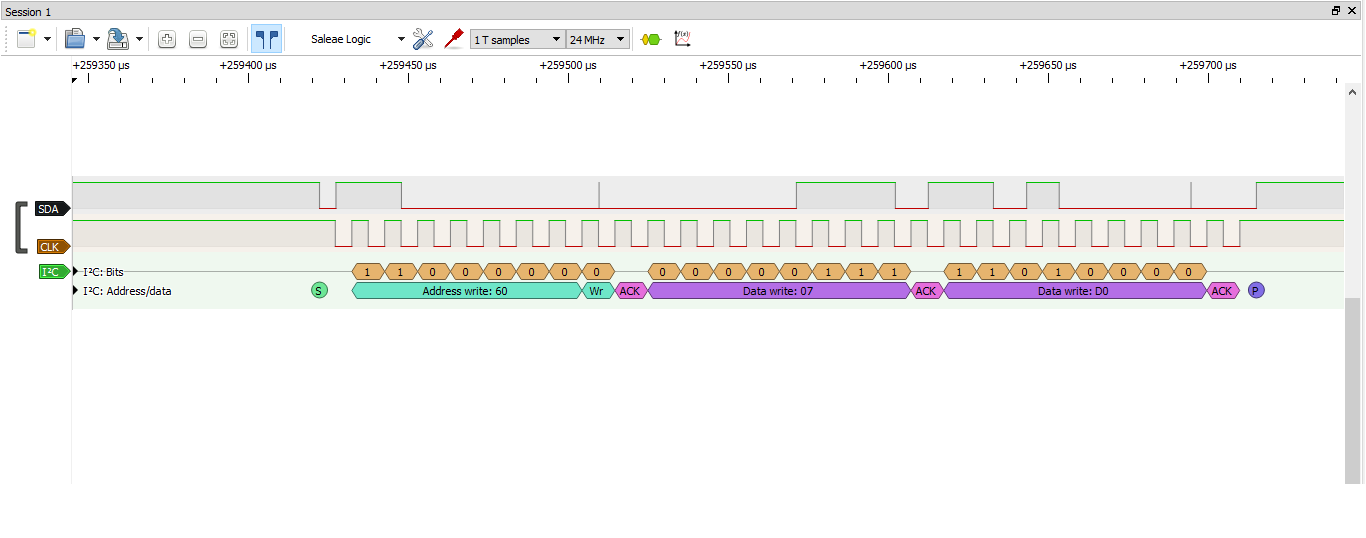 Session 1
Saleae Logic
1 T samples
24 MHz
f(x)
+259350 µs +259400 µs +259450 µs +259500 µs +259550 µs +259600 µs +259650 µs +259700 µs
SDA
CLK
I²C I²C: Bits 1 1 0 0 0 0 0 0 0 0 0 0 0 1 1 1 1 1 0 1 0 0 0 0
I²C: Address/data S Address write: 60 Wr ACK Data write: 07 ACK Data write: D0 ACK P